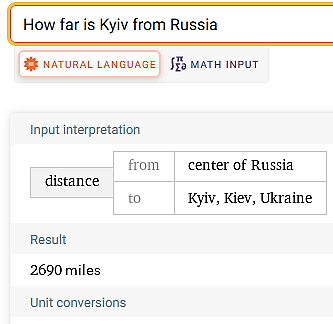 How far is Kyiv from Russia
NATURAL LANGUAGE
MATH INPUT
Input interpretation
distance
from
center of Russia
to
Kyiv, Kiev, Ukraine
Result
2690 miles
Unit conversions